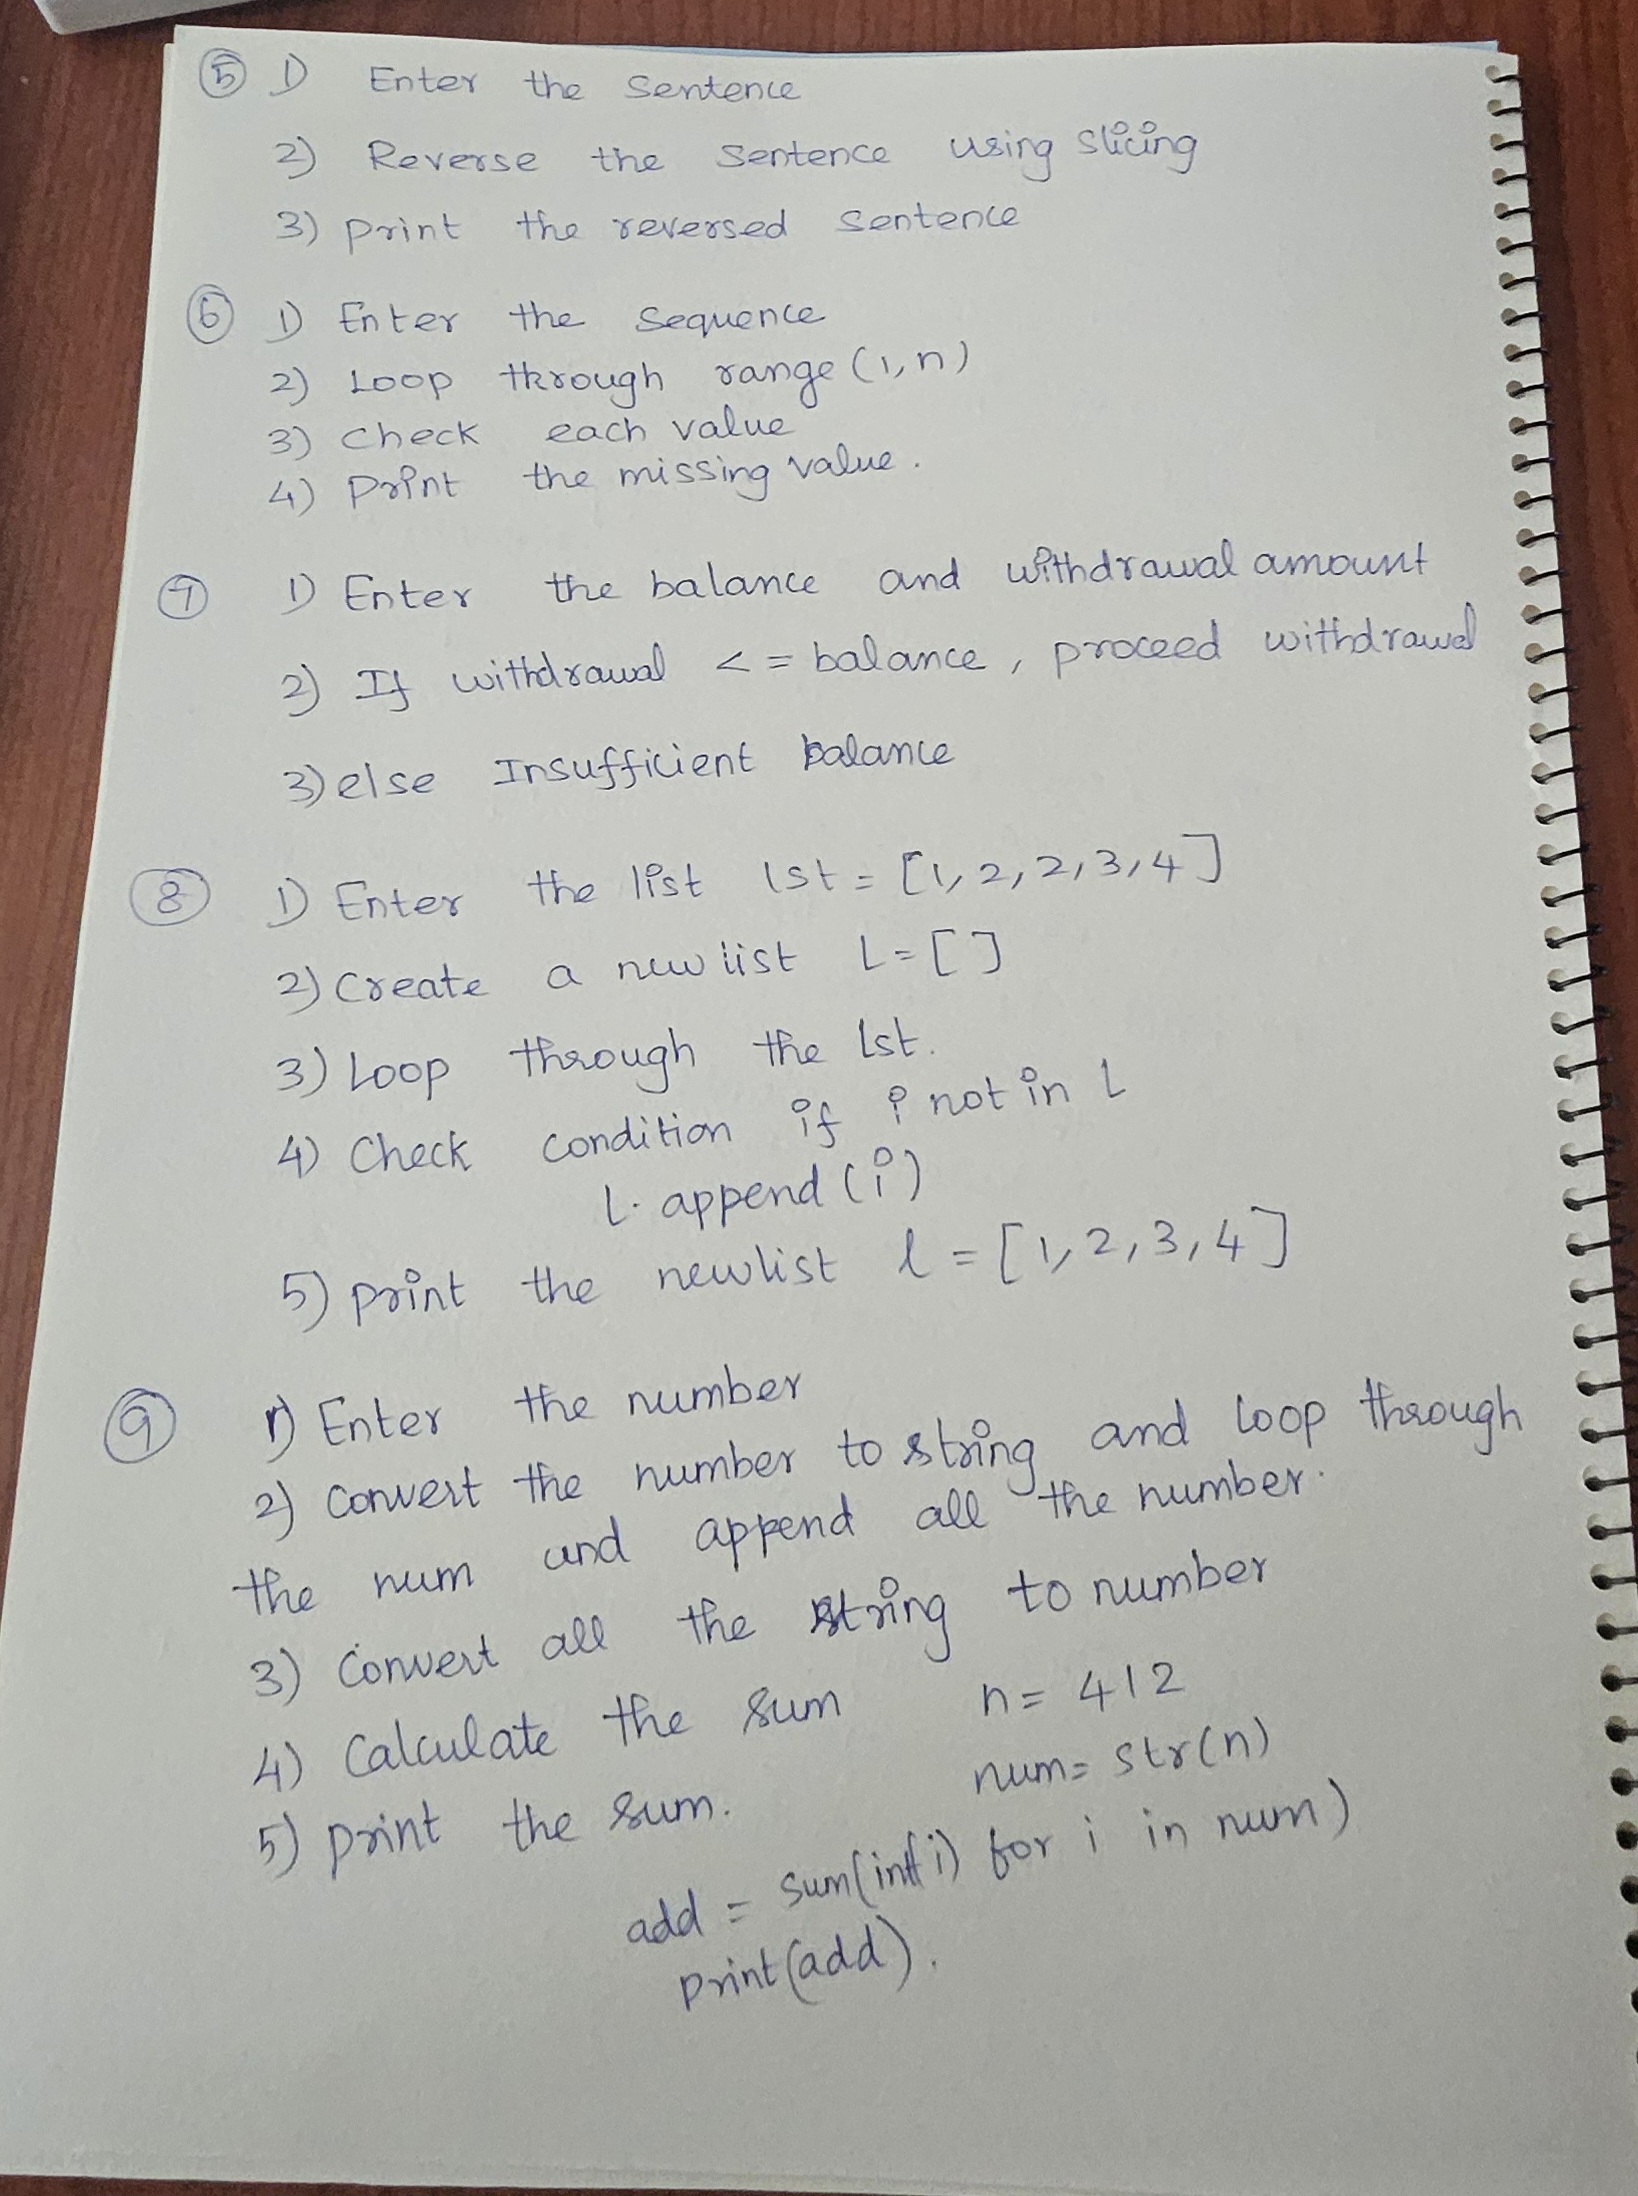 5 1) Enter the Sentence
2) Reverse the Sentence using slicing
3) print the reversed sentence
6 1) Enter the Sequence
2) Loop through range (1, n)
3) check each value
4) print the missing value.
7 1) Enter the balance and withdrawal amount
2) If withdrawal <= balance, proceed withdrawal
3) else Insufficient balance
8 1) Enter the list lst = [1, 2, 2, 3, 4]
2) Create a new list L = [ ]
3) Loop through the lst.
4) Check condition if i not in l
l. append (i)
5) print the newlist l = [1, 2, 3, 4]
9 1) Enter the number
2) Convert the number to string and loop through
the num and append all the number.
3) Convert all the string to number
4) Calculate the sum n = 412
5) print the sum. num = str(n)
add = sum(int(i) for i in num)
print(add).